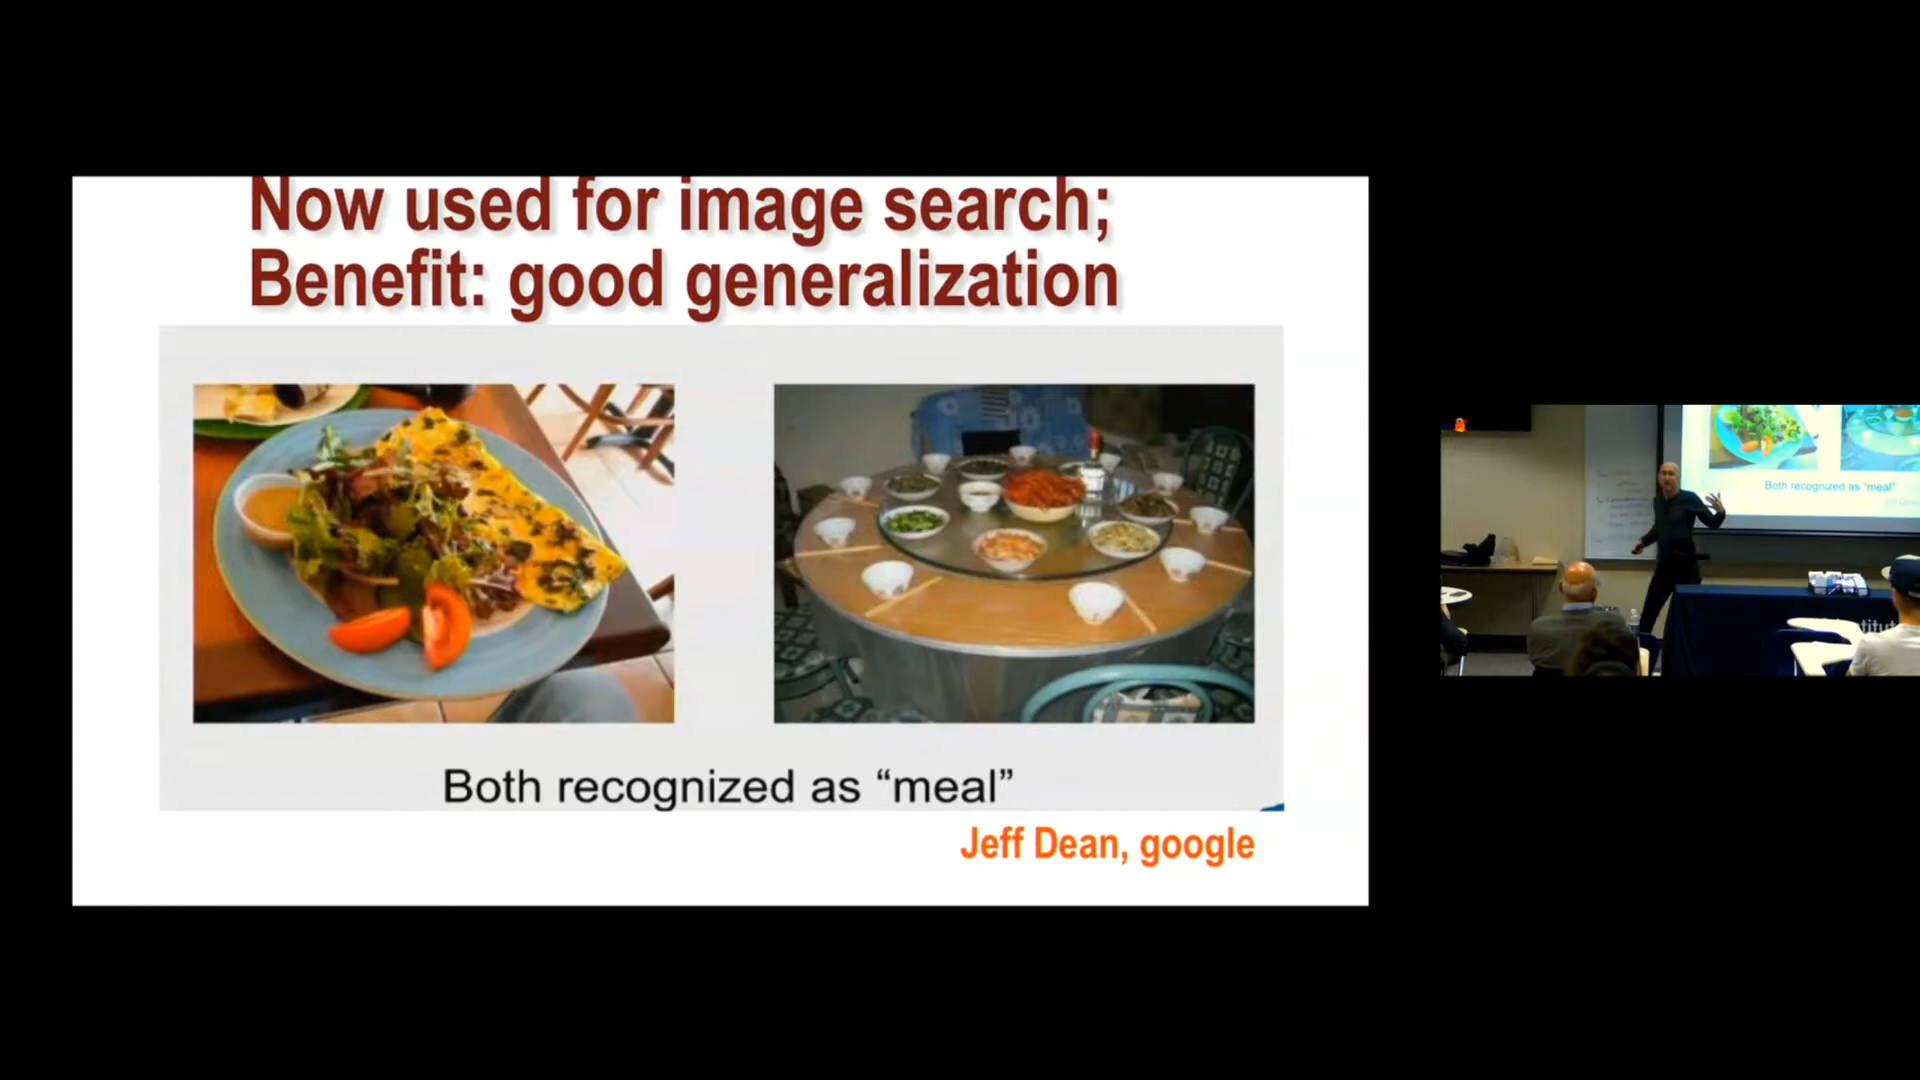 Now used for image search;
Benefit: good generalization
Both recognized as “meal”
Jeff Dean, google
Both recognized as “meal”